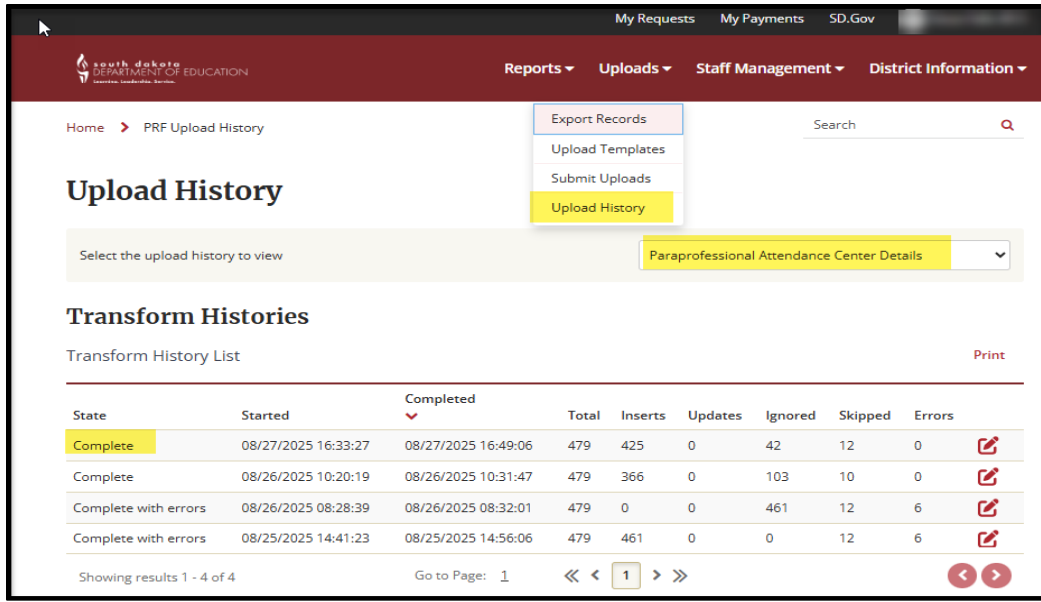 My Requests My Payments SD.Gov
south dakota
DEPARTMENT OF EDUCATION
Learning. Leadership. Service.
Reports Uploads Staff Management District Information
Home > PRF Upload History
Export Records
Upload Templates
Submit Uploads
Upload History
Search
Upload History
Select the upload history to view
Paraprofessional Attendance Center Details
Transform Histories
Transform History List
Print
State Started Completed Total Inserts Updates Ignored Skipped Errors
Complete 08/27/2025 16:33:27 08/27/2025 16:49:06 479 425 0 42 12 0
Complete 08/26/2025 10:20:19 08/26/2025 10:31:47 479 366 0 103 10 0
Complete with errors 08/26/2025 08:28:39 08/26/2025 08:32:01 479 0 0 461 12 6
Complete with errors 08/25/2025 14:41:23 08/25/2025 14:56:06 479 461 0 0 12 6
Showing results 1 - 4 of 4 Go to Page: 1 « < 1 > »